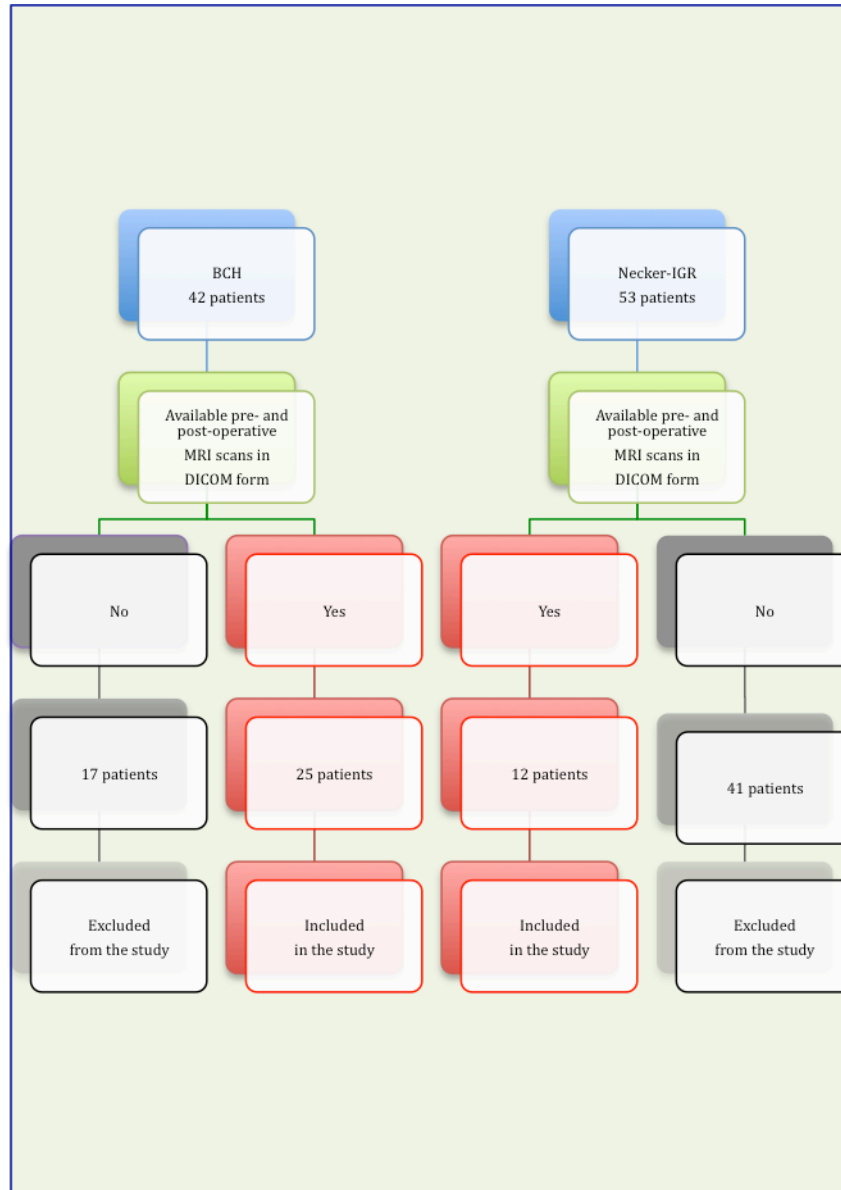 BCH
42 patients
Necker-IGR
53 patients
Available pre- and
post-operative
MRI scans in
DICOM form
Available pre- and
post-operative
MRI scans in
DICOM form
No
Yes
Yes
No
17 patients
25 patients
12 patients
41 patients
Excluded
from the study
Included
in the study
Included
in the study
Excluded
from the study